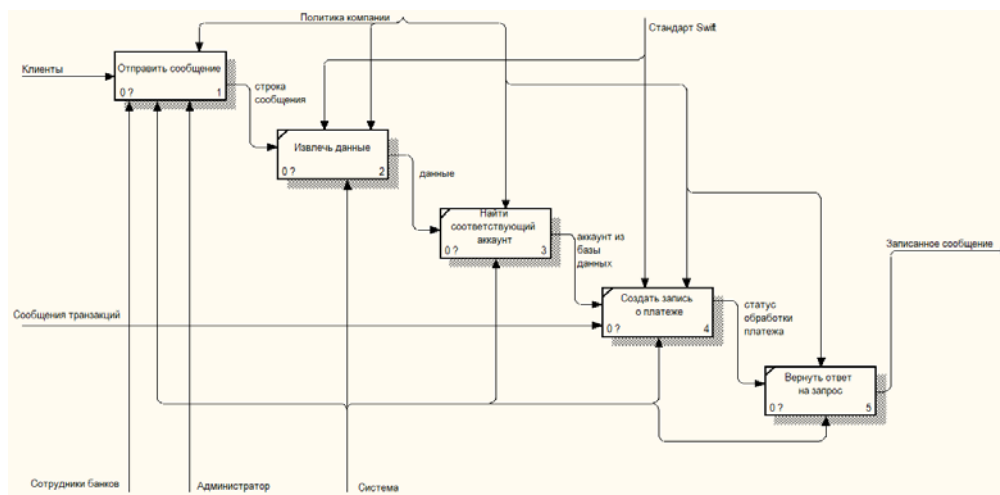 Политика компании
Стандарт Swift
Клиенты
Отправить сообщение
0 ?
1
строка
сообщения
Извлечь данные
0 ?
2
данные
Найти
соответствующий
аккаунт
0 ?
3
аккаунт из
базы
данных
Записанное сообщение
Сообщения транзакций
Создать запись
о платеже
0 ?
4
статус
обработки
платежа
Вернуть ответ
на запрос
0 ?
5
Сотрудники банков
Администратор
Система